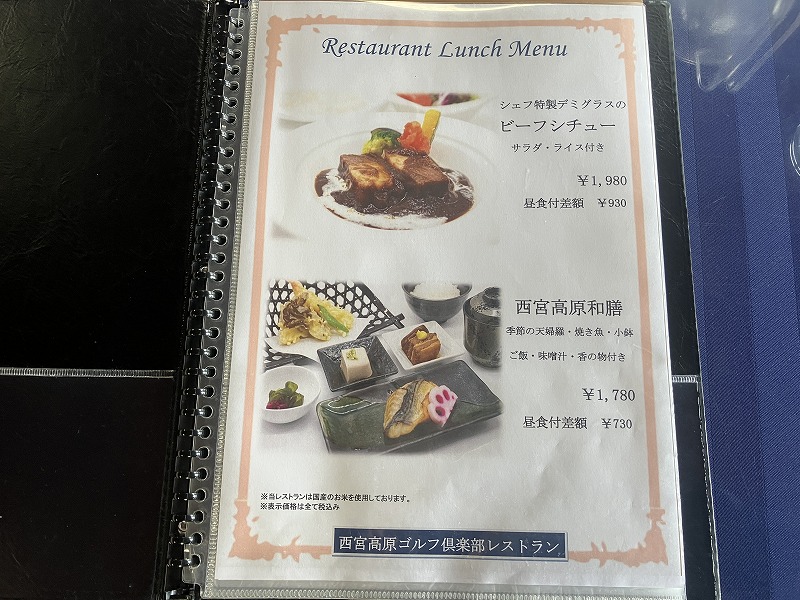 Restaurant Lunch Menu
シェフ特製デミグラスの
ビーフシチュー
サラダ・ライス付き
￥1,980
昼食付差額　￥930
西宮高原和膳
季節の天婦羅・焼き魚・小鉢
ご飯・味噌汁・香の物付き
￥1,780
昼食付差額　￥730
※当レストランは国産のお米を使用しております。
※表示価格は全て税込み
西宮高原ゴルフ倶楽部レストラン